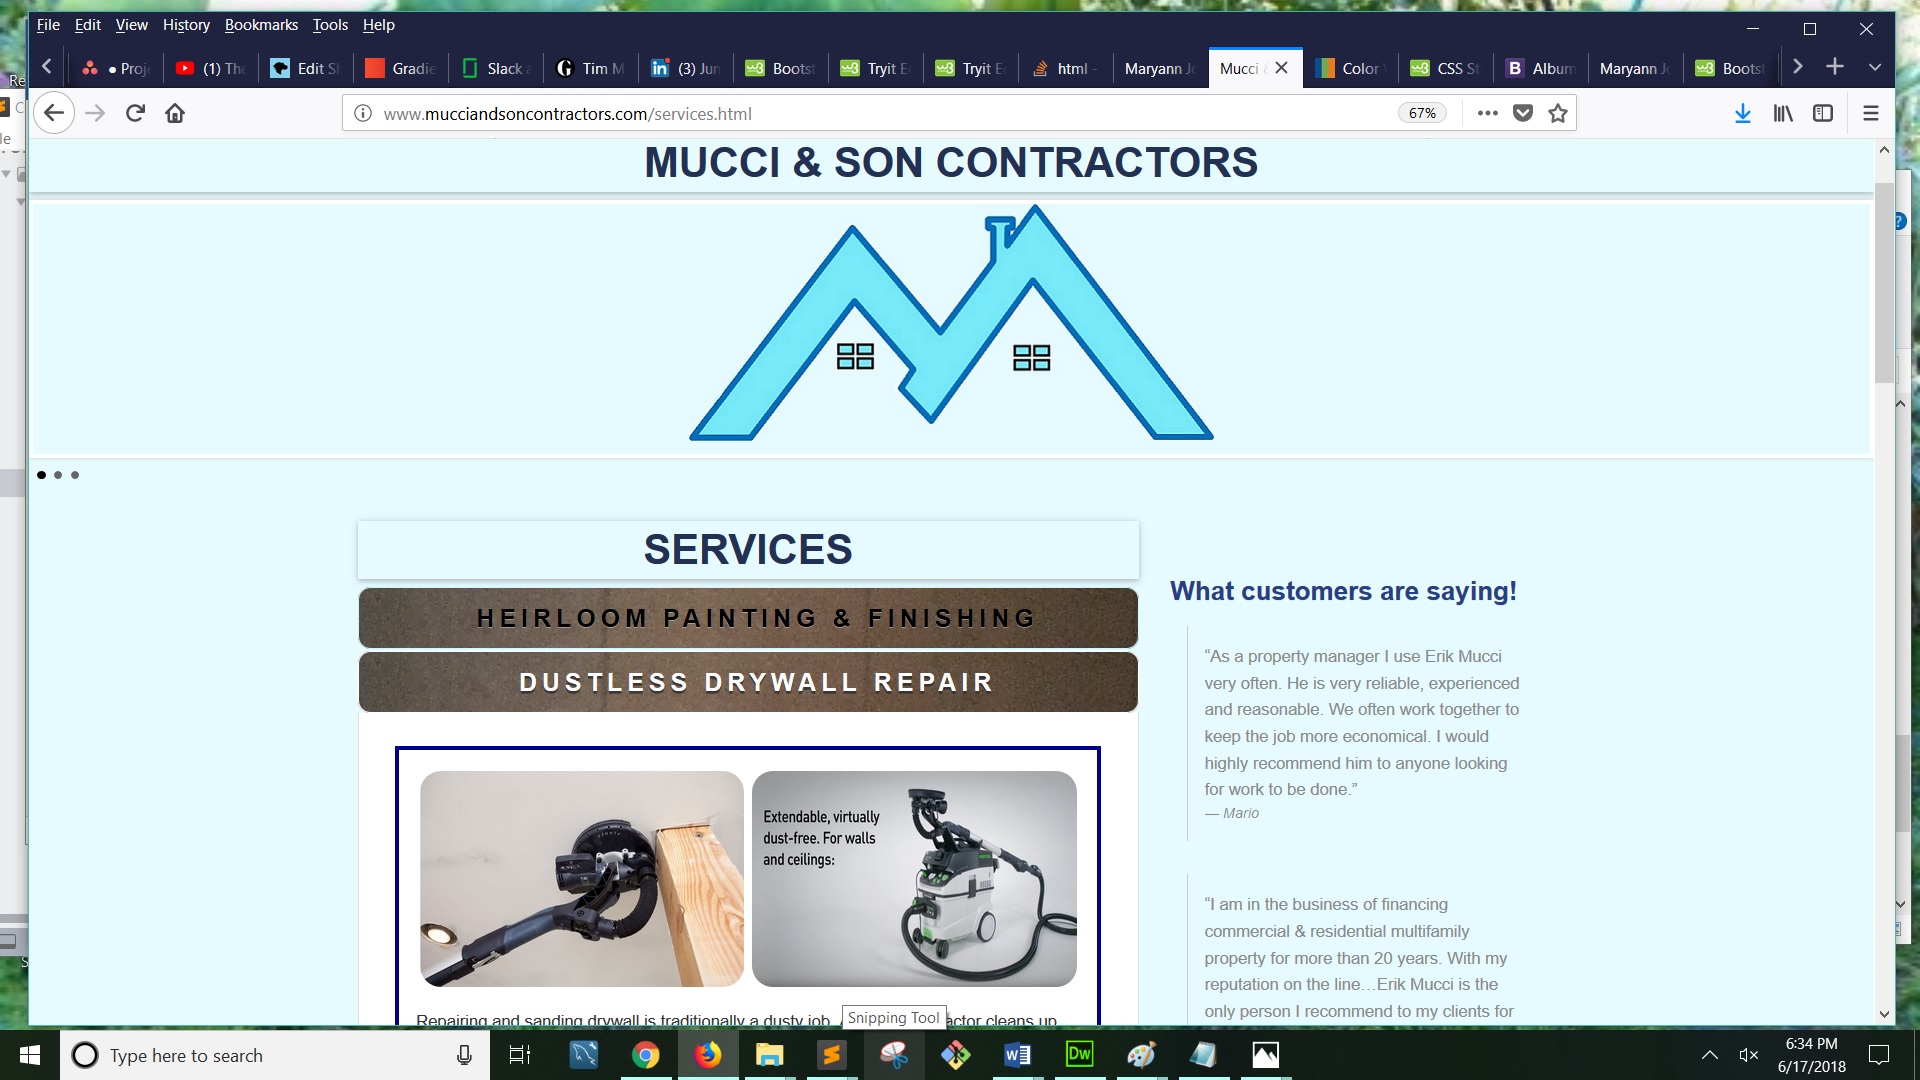 File Edit View History Bookmarks Tools Help
Proj
(1) The
Edit S
Gradie
Slack a
Tim M
(3) Jun
Bootst
Tryit E
Tryit E
html -
Maryann Jo
Mucci &
Color
CSS St
Album
Maryann Jo
Bootst
www.mucciandsoncontractors.com/services.html
67%
MUCCI & SON CONTRACTORS
SERVICES
HEIRLOOM PAINTING & FINISHING
DUSTLESS DRYWALL REPAIR
Extendable, virtually
dust-free. For walls
and ceilings:
Repairing and sanding drywall is traditionally a dusty job.
actor cleans up
Snipping Tool
What customers are saying!
“As a property manager I use Erik Mucci
very often. He is very reliable, experienced
and reasonable. We often work together to
keep the job more economical. I would
highly recommend him to anyone looking
for work to be done.”
— Mario
“I am in the business of financing
commercial & residential multifamily
property for more than 20 years. With my
reputation on the line…Erik Mucci is the
only person I recommend to my clients for
Type here to search
Dw
6:34 PM
6/17/2018